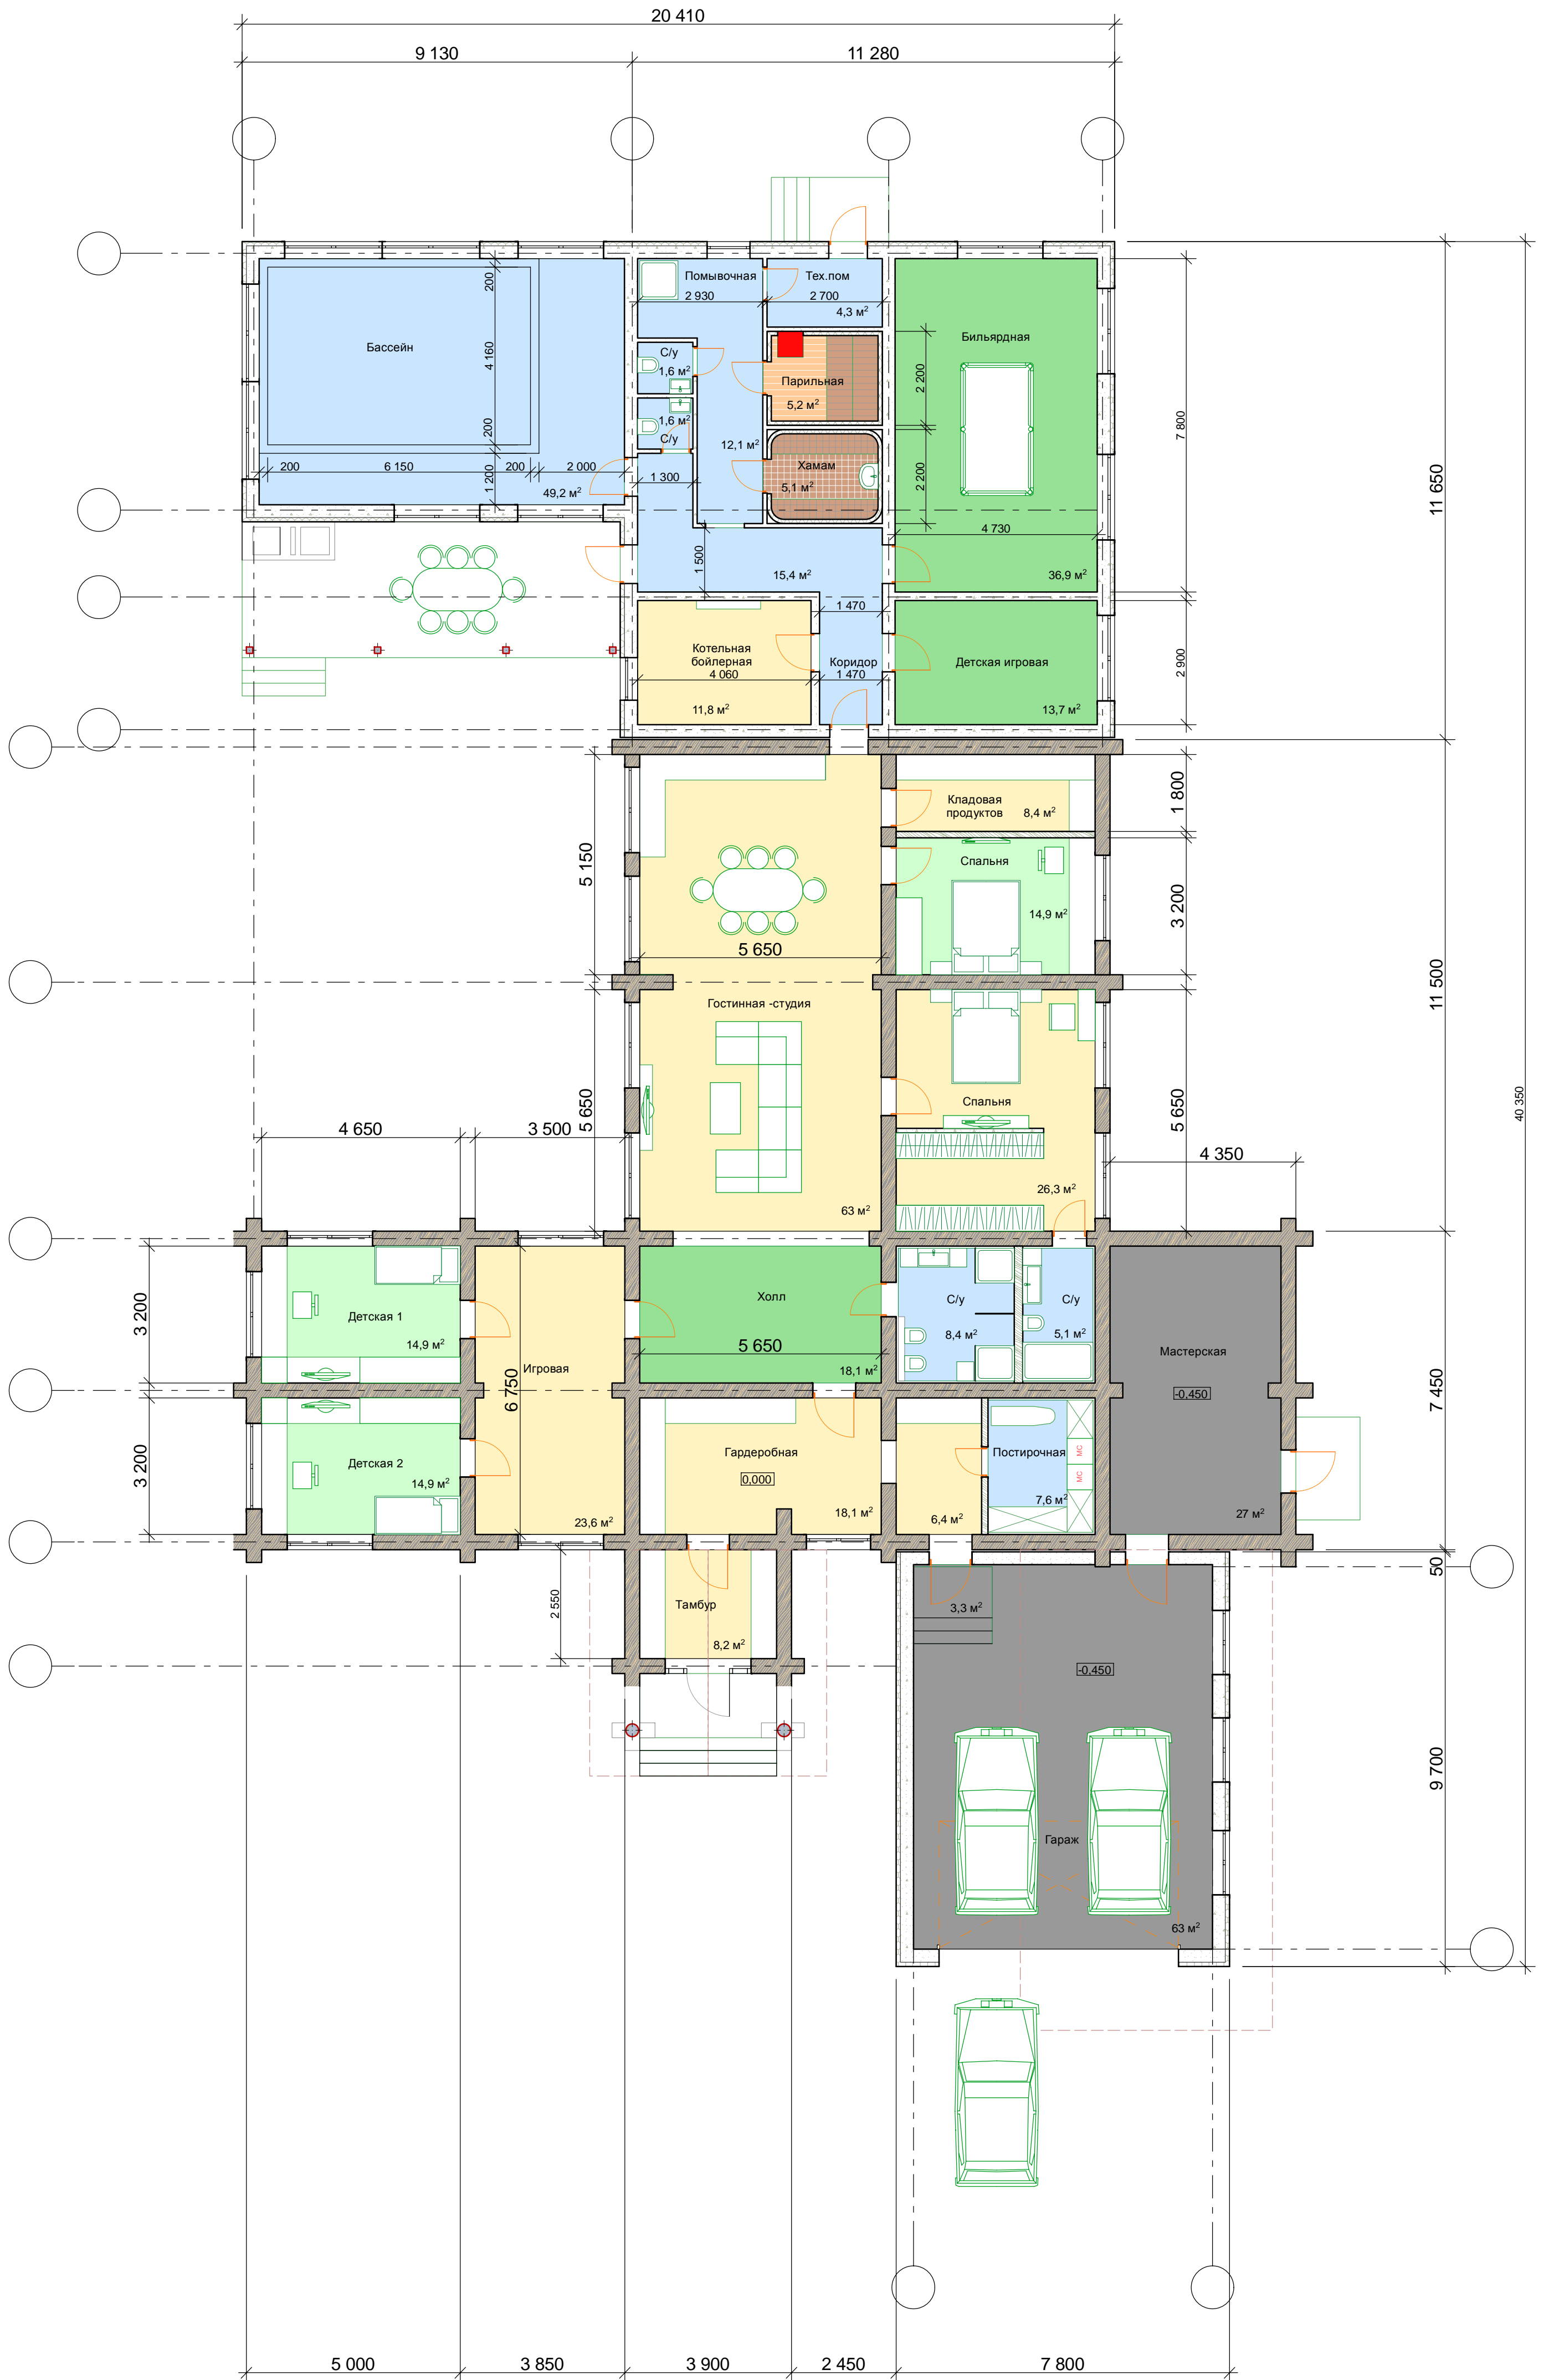 20 410
9 130
11 280
Помывочная
2 930
Тех.пом
2 700
4,3 м²
Бильярдная
Бассейн
200
4 160
200
200
6 150
200
2 000
1 200
49,2 м²
С/у
1,6 м²
1,6 м²
С/у
1 300
12,1 м²
Парильная
5,2 м²
Хамам
5,1 м²
2 200
2 200
4 730
36,9 м²
7 800
11 650
1 500
15,4 м²
1 470
Котельная
бойлерная
4 060
11,8 м²
Коридор
1 470
Детская игровая
13,7 м²
2 900
Кладовая
продуктов
8,4 м²
1 800
5 150
Спальня
14,9 м²
3 200
5 650
11 500
Гостинная -студия
5 650
63 м²
Спальня
26,3 м²
5 650
40 350
4 650
3 500
4 350
3 200
Детская 1
14,9 м²
Игровая
6 750
23,6 м²
Холл
5 650
18,1 м²
С/у
8,4 м²
С/у
5,1 м²
Мастерская
-0,450
27 м²
7 450
3 200
Детская 2
14,9 м²
Гардеробная
0,000
18,1 м²
6,4 м²
Постирочная
МС
МС
7,6 м²
50
2 550
Тамбур
8,2 м²
3,3 м²
-0,450
Гараж
63 м²
9 700
5 000
3 850
3 900
2 450
7 800